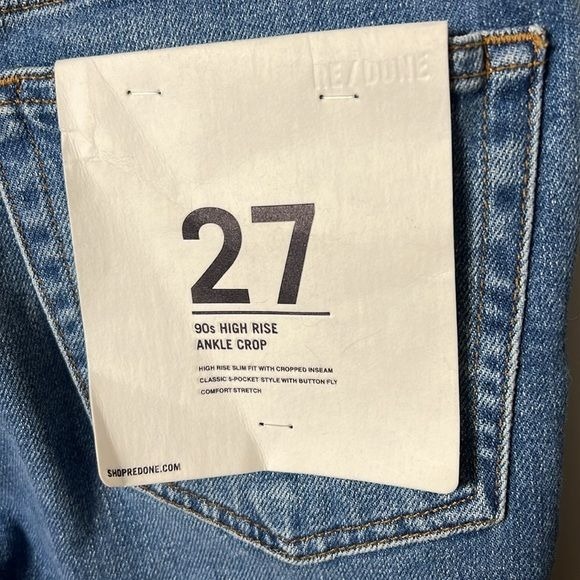 RE/DONE
27
90s HIGH RISE
ANKLE CROP
HIGH RISE SLIM FIT WITH CROPPED INSEAM
CLASSIC 5-POCKET STYLE WITH BUTTON FLY
COMFORT STRETCH
SHOPREDONE.COM